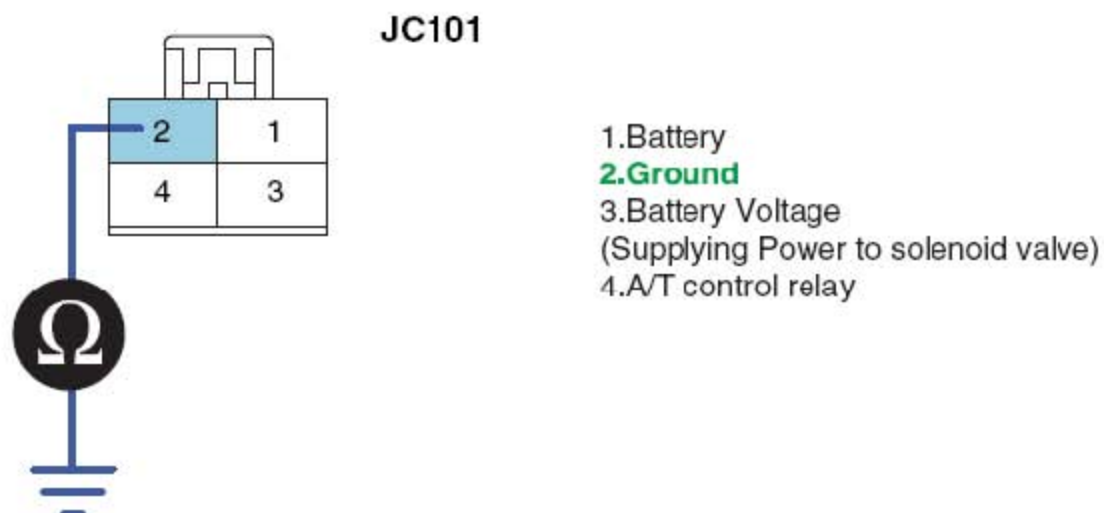 JC101
2 1
4 3
Ω
1.Battery
2.Ground
3.Battery Voltage
(Supplying Power to solenoid valve)
4.A/T control relay